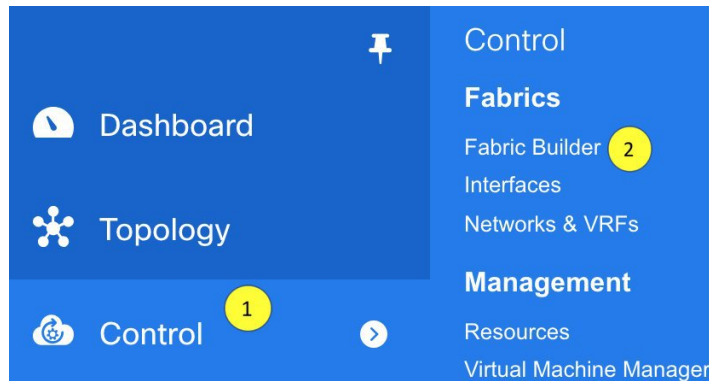 Dashboard
Topology
1
Control
Control
Fabrics
Fabric Builder 2
Interfaces
Networks & VRFs
Management
Resources
Virtual Machine Manager